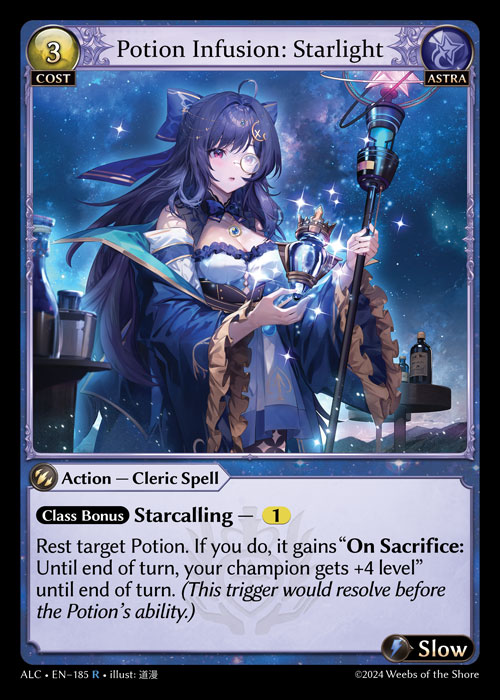 3
COST
Potion Infusion: Starlight
ASTRA
Action — Cleric Spell
Class Bonus Starcalling — 1
Rest target Potion. If you do, it gains “On Sacrifice:
Until end of turn, your champion gets +4 level”
until end of turn. (This trigger would resolve before
the Potion's ability.)
Slow
ALC • EN–185 R • illust: 道漫
©2024 Weebs of the Shore